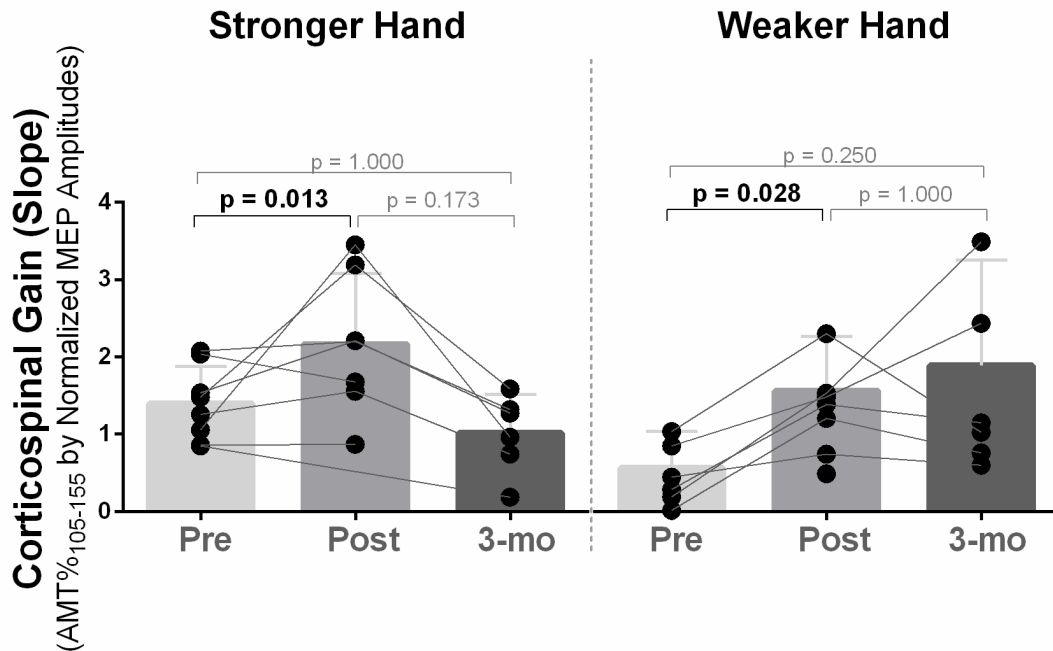 Stronger Hand
Weaker Hand
Corticospinal Gain (Slope)
(AMT%105-155 by Normalized MEP Amplitudes)
p = 1.000
p = 0.013
p = 0.173
p = 0.250
p = 0.028
p = 1.000
4
3
2
1
0
Pre
Post
3-mo
Pre
Post
3-mo